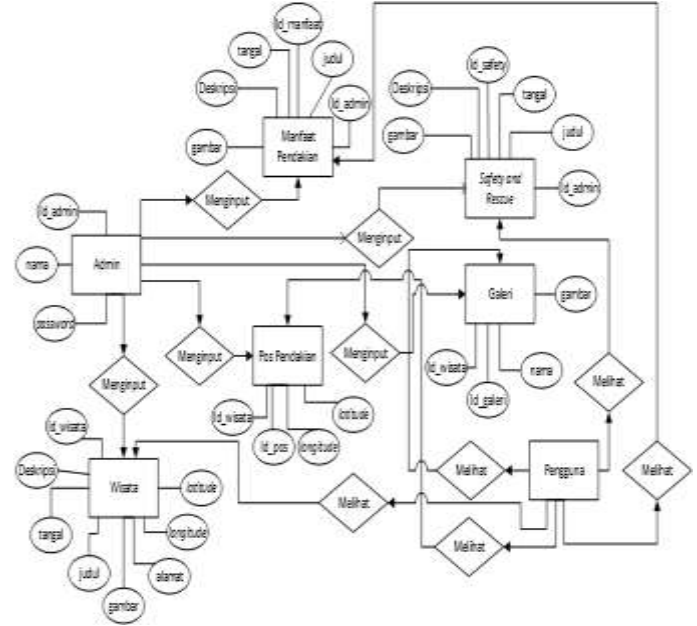 Id_manfaat
tangal
judul
Deskripsi
Id_admin
gambar
Manfaat
Pendakian
Id_safety
Deskripsi
tangal
gambar
judul
Safety and
Rescue
Id_admin
Menginput
Menginput
Id_admin
nama
Admin
password
Galeri
gambar
Id_wisata
nama
Id_galeri
Menginput
Pos Pendakian
Menginput
Id_wisata
lotitude
Id_pos
longitude
Menginput
Melihat
Id_wisata
Deskripsi
Wisata
lotitude
tangal
longitude
judul
alamat
gambar
Melihat
Pengguna
Melihat
Melihat
Melihat